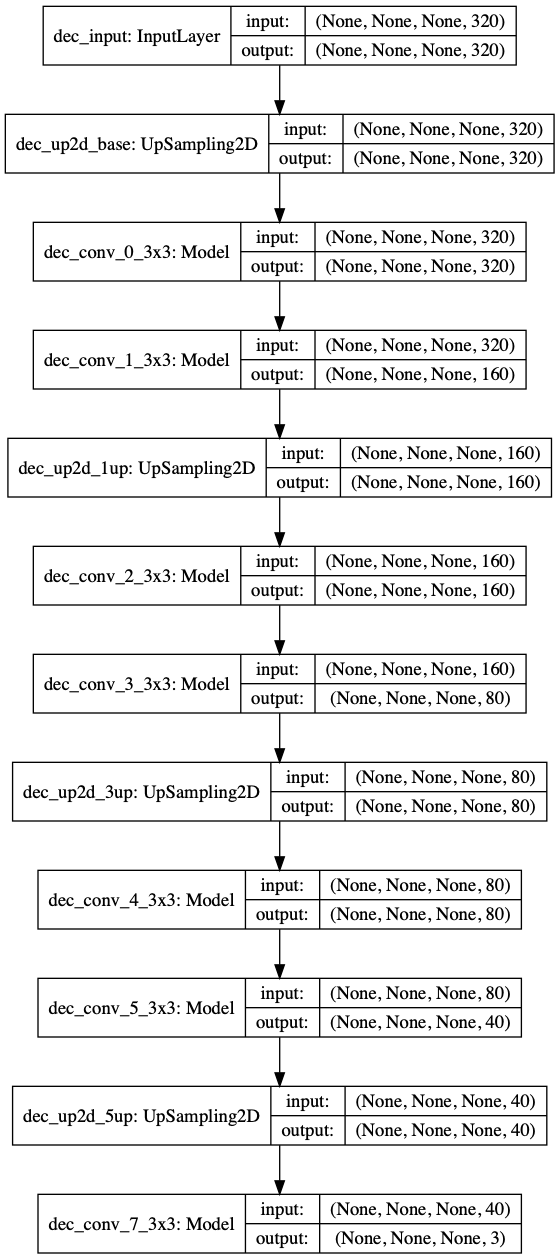 dec_input: InputLayer
input: (None, None, None, 320)
output: (None, None, None, 320)
dec_up2d_base: UpSampling2D
input: (None, None, None, 320)
output: (None, None, None, 320)
dec_conv_0_3x3: Model
input: (None, None, None, 320)
output: (None, None, None, 320)
dec_conv_1_3x3: Model
input: (None, None, None, 320)
output: (None, None, None, 160)
dec_up2d_1up: UpSampling2D
input: (None, None, None, 160)
output: (None, None, None, 160)
dec_conv_2_3x3: Model
input: (None, None, None, 160)
output: (None, None, None, 160)
dec_conv_3_3x3: Model
input: (None, None, None, 160)
output: (None, None, None, 80)
dec_up2d_3up: UpSampling2D
input: (None, None, None, 80)
output: (None, None, None, 80)
dec_conv_4_3x3: Model
input: (None, None, None, 80)
output: (None, None, None, 80)
dec_conv_5_3x3: Model
input: (None, None, None, 80)
output: (None, None, None, 40)
dec_up2d_5up: UpSampling2D
input: (None, None, None, 40)
output: (None, None, None, 40)
dec_conv_7_3x3: Model
input: (None, None, None, 40)
output: (None, None, None, 3)